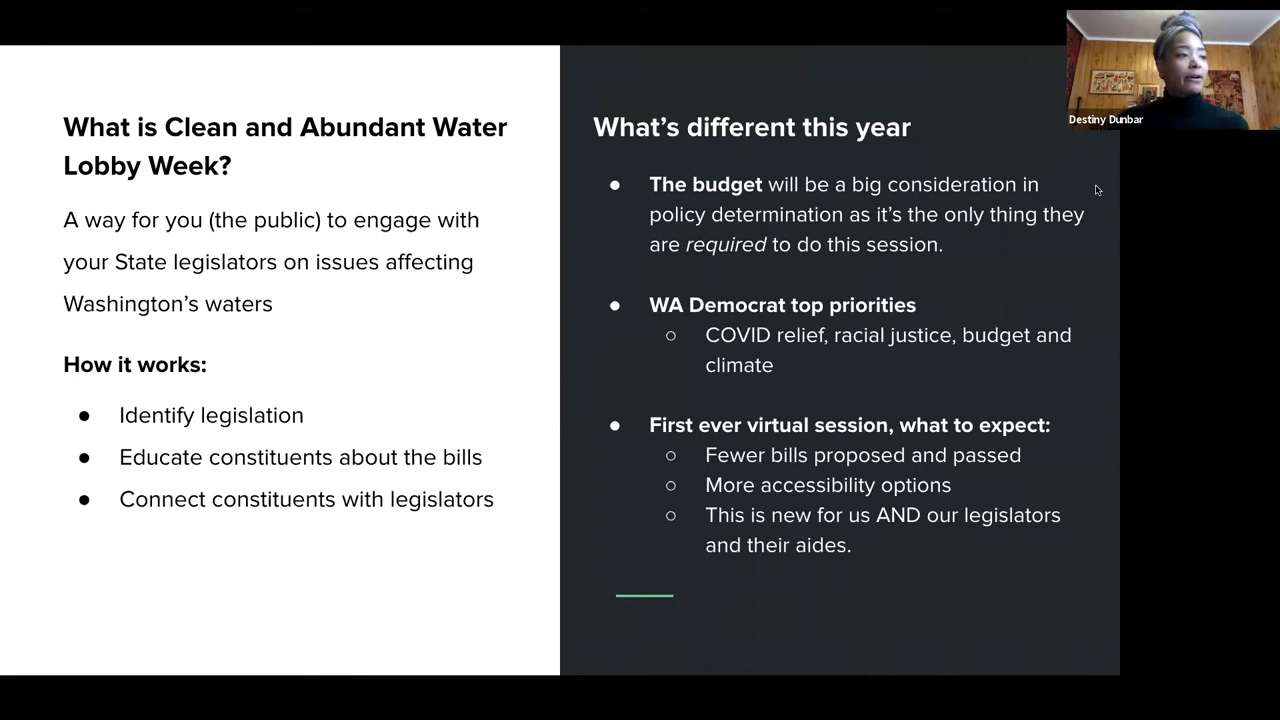 What is Clean and Abundant Water
Lobby Week?
A way for you (the public) to engage with
your State legislators on issues affecting
Washington's waters
How it works:
● Identify legislation
● Educate constituents about the bills
● Connect constituents with legislators
What's different this year
● The budget will be a big consideration in
policy determination as it's the only thing they
are required to do this session.
● WA Democrat top priorities
○ COVID relief, racial justice, budget and
climate
● First ever virtual session, what to expect:
○ Fewer bills proposed and passed
○ More accessibility options
○ This is new for us AND our legislators
and their aides.
Destiny Dunbar